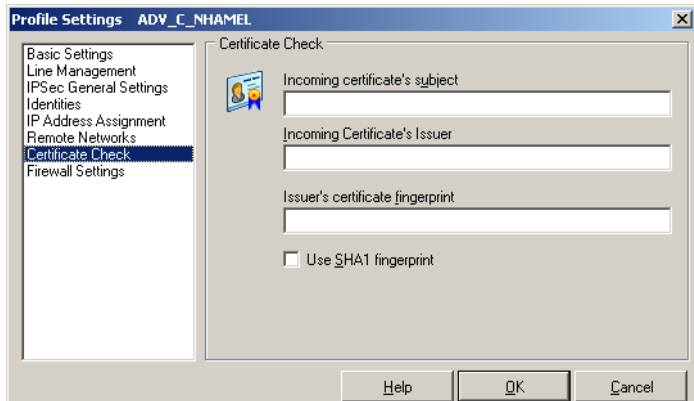 Profile Settings ADV_C_NHAMEL
Basic Settings
Line Management
IPSec General Settings
Identities
IP Address Assignment
Remote Networks
Certificate Check
Firewall Settings
Certificate Check
Incoming certificate's subject
Incoming Certificate's Issuer
Issuer's certificate fingerprint
Use SHA1 fingerprint
Help OK Cancel